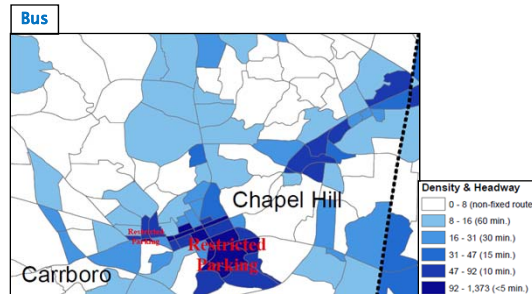 Bus
Chapel Hill
Restricted
Parking
Restricted
Parking
Carrboro
Density & Headway
0 - 8 (non-fixed route
8 - 16 (60 min.)
16 - 31 (30 min.)
31 - 47 (15 min.)
47 - 92 (10 min.)
92 - 1,373 (<5 min.)